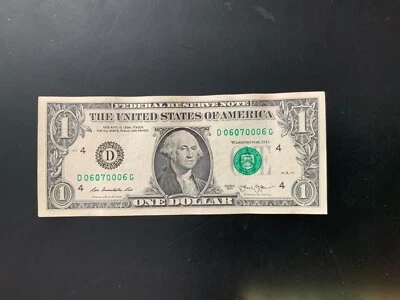 FEDERAL RESERVE NOTE
THE UNITED STATES OF AMERICA
1
1
THIS NOTE IS LEGAL TENDER
FOR ALL DEBTS, PUBLIC AND PRIVATE
D 06070006 G
WASHINGTON, D.C.
4
4
D
D 06070006 G
4
4
SERIES
1
ONE DOLLAR
1